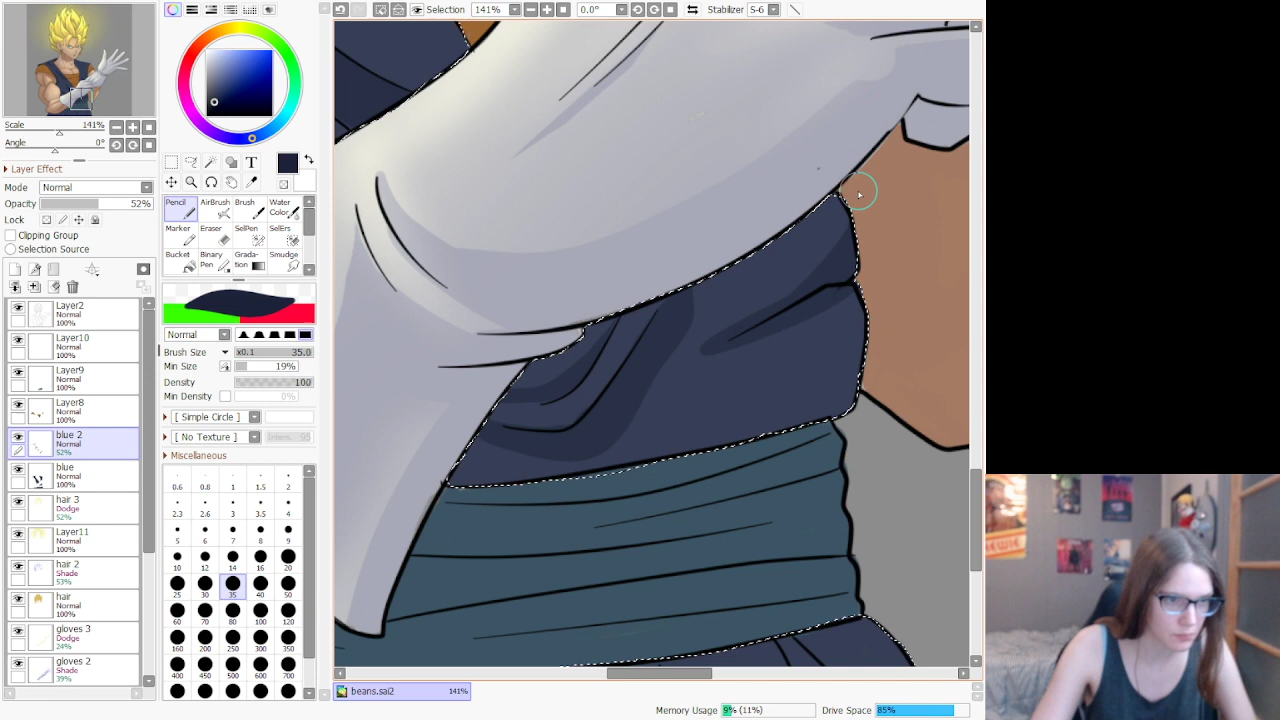 Selection 141% 0.0° Stabilizer S-6
Scale 141%
Angle 0°
Layer Effect
Mode Normal
Opacity 52%
Lock
Clipping Group
Selection Source
Layer2
Normal
100%
Layer10
Normal
100%
Layer9
Normal
100%
Layer8
Normal
100%
blue 2
Normal
52%
blue
Normal
100%
hair 3
Dodge
52%
Layer11
Normal
100%
hair 2
Shade
53%
hair
Normal
100%
gloves 3
Dodge
24%
gloves 2
Shade
39%
T
Pencil AirBrush Brush Water Color
Marker Eraser SelPen SelErs
Bucket Binary Pen Gradation Smudge
Normal
Brush Size x0.1 35.0
Min Size 19%
Density 100
Min Density 0%
[ Simple Circle ]
[ No Texture ] Intens. 95
Miscellaneous
0.6 0.8 1 1.5 2
2.3 2.6 3 3.5 4
5 6 7 8 9
10 12 14 16 20
25 30 35 40 50
60 70 80 100 120
160 200 250 300 350
400 450 500 600 700
beans.sai2 141%
Memory Usage 9% (11%) Drive Space 85%